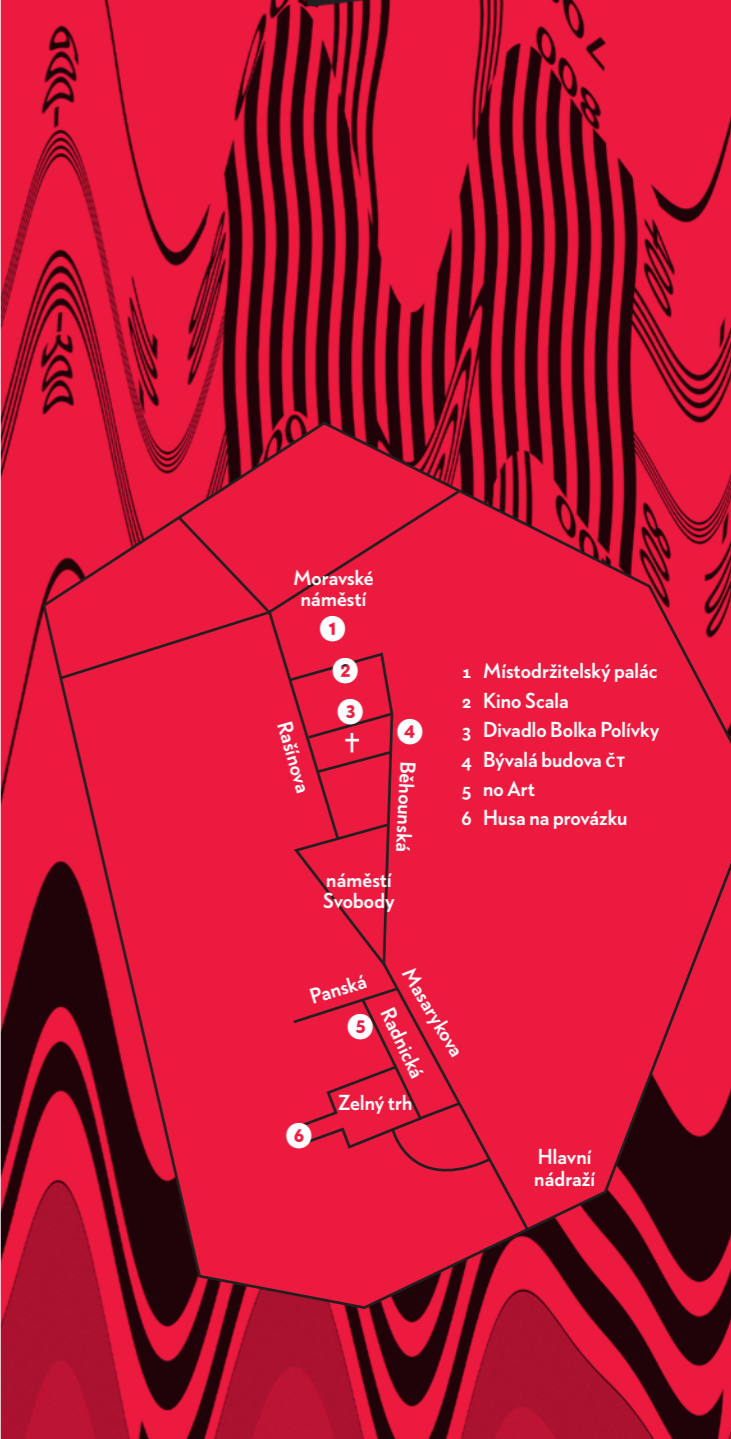 Moravské
náměstí
1
2
3
4
Rašínova
Běhounská
1 Místodržitelský palác
2 Kino Scala
3 Divadlo Bolka Polívky
4 Bývalá budova ČT
5 no Art
6 Husa na provázku
náměstí
Svobody
Panská
Masarykova
5
Radnická
Zelný trh
6
Hlavní
nádraží